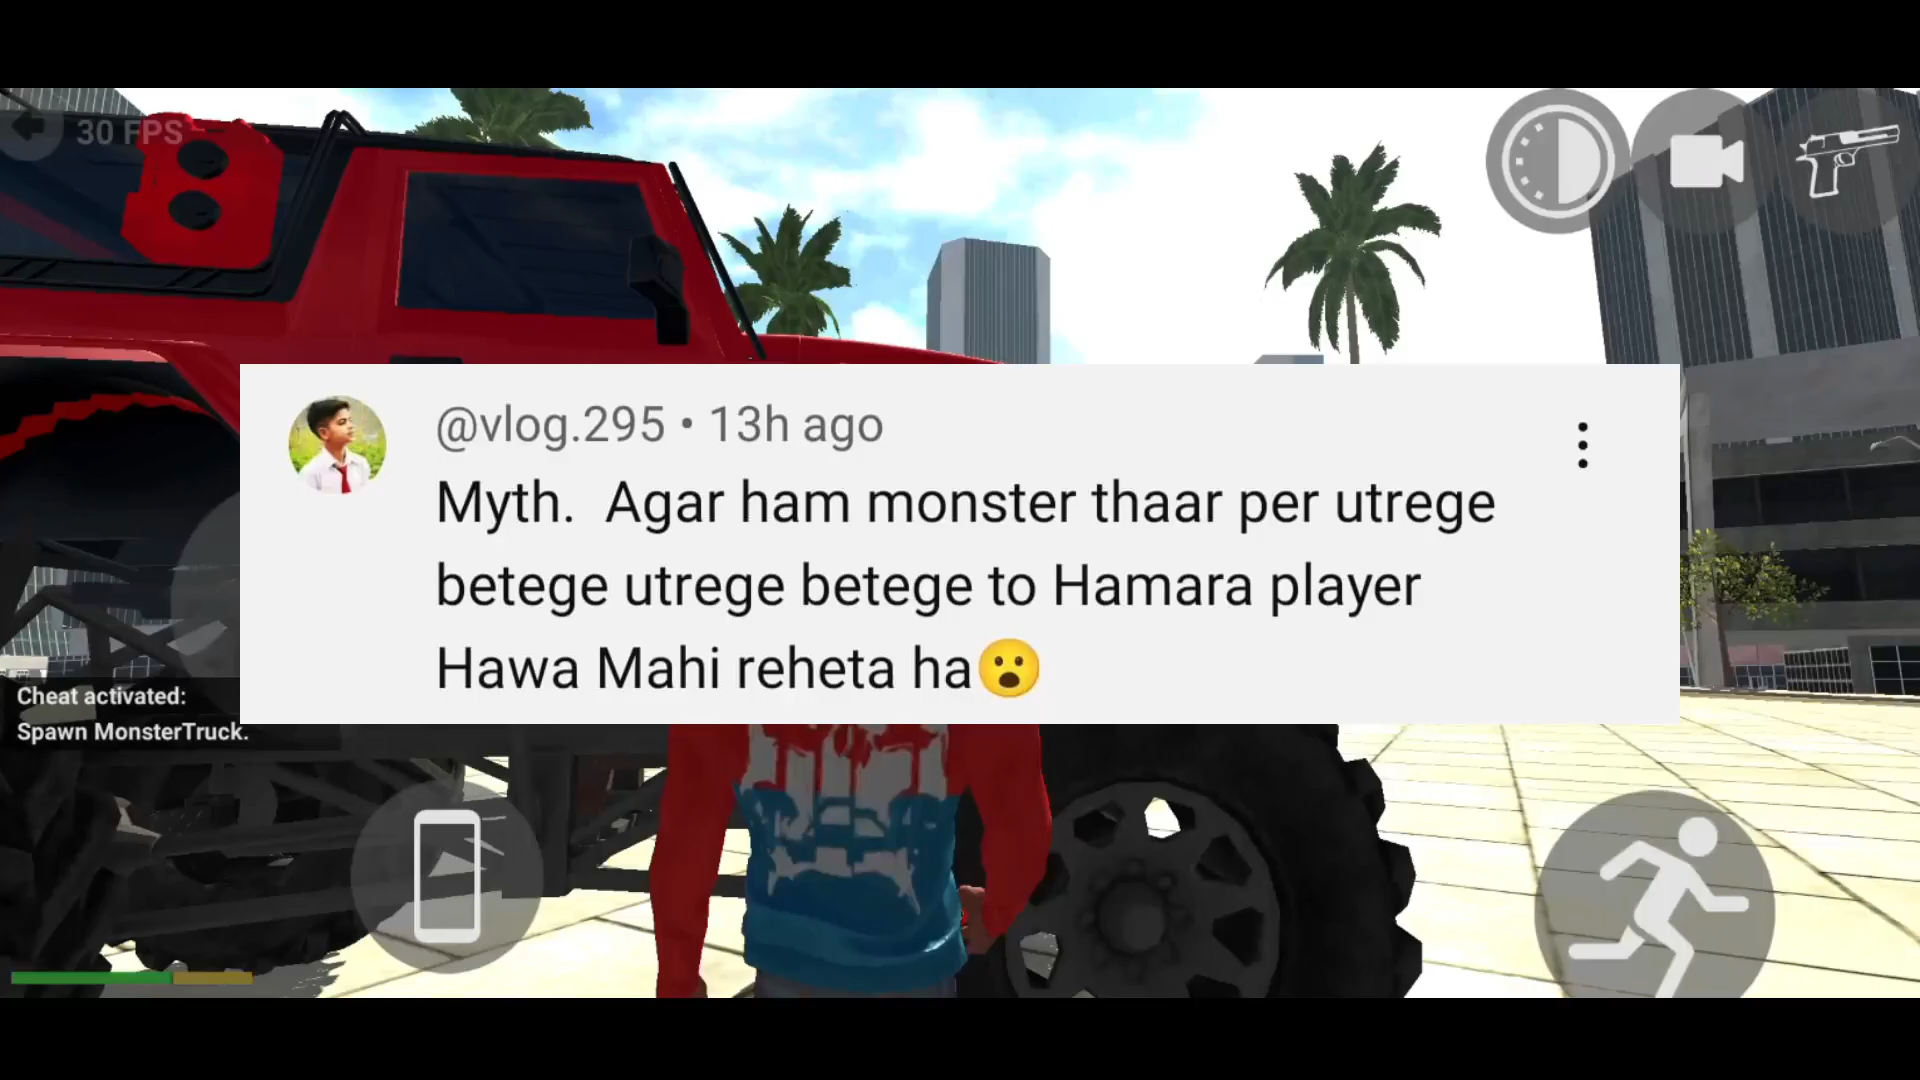 30 FPS
@vlog.295 • 13h ago
Myth.  Agar ham monster thaar per utrege
betege utrege betege to Hamara player
Hawa Mahi reheta ha😮
Cheat activated:
Spawn MonsterTruck.